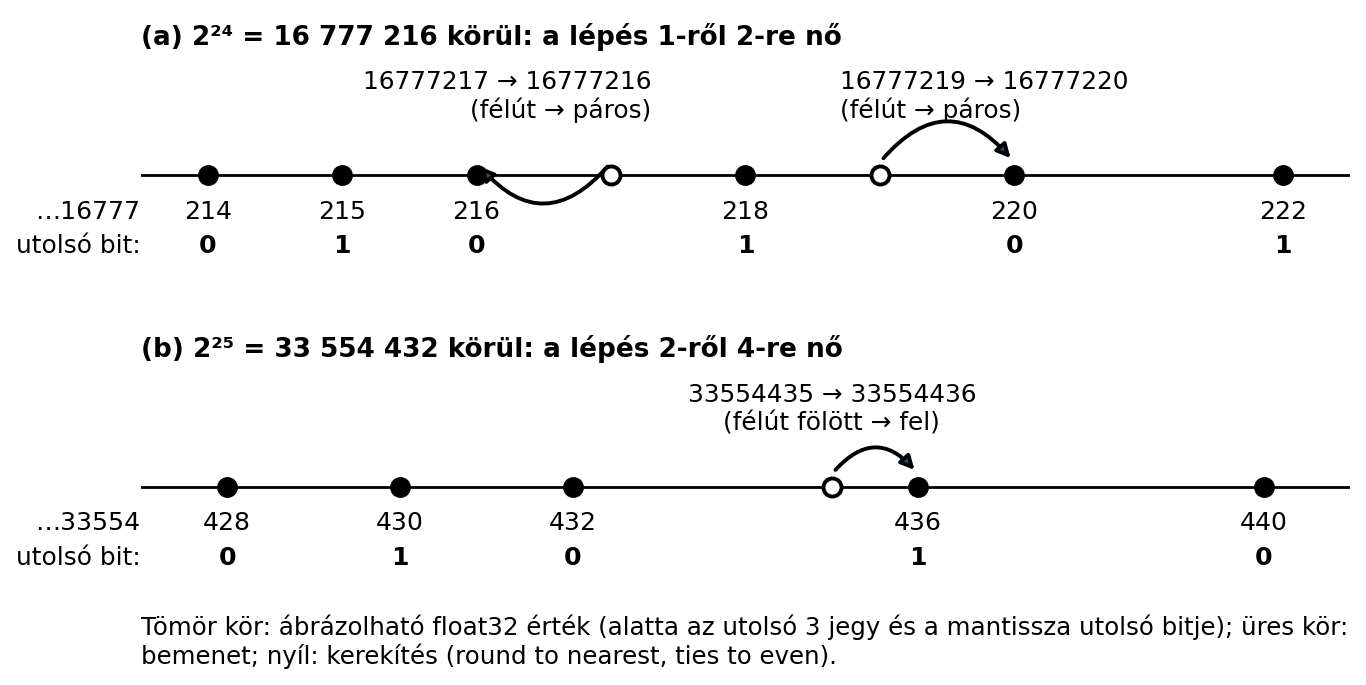 (a) 2²⁴ = 16 777 216 körül: a lépés 1-ről 2-re nő
16777217 → 16777216 16777219 → 16777220
(félút → páros) (félút → páros)
…16777 214 215 216 218 220 222
utolsó bit: 0 1 0 1 0 1
(b) 2²⁵ = 33 554 432 körül: a lépés 2-ről 4-re nő
33554435 → 33554436
(félút fölött → fel)
…33554 428 430 432 436 440
utolsó bit: 0 1 0 1 0
Tömör kör: ábrázolható float32 érték (alatta az utolsó 3 jegy és a mantissza utolsó bitje); üres kör:
bemenet; nyíl: kerekítés (round to nearest, ties to even).